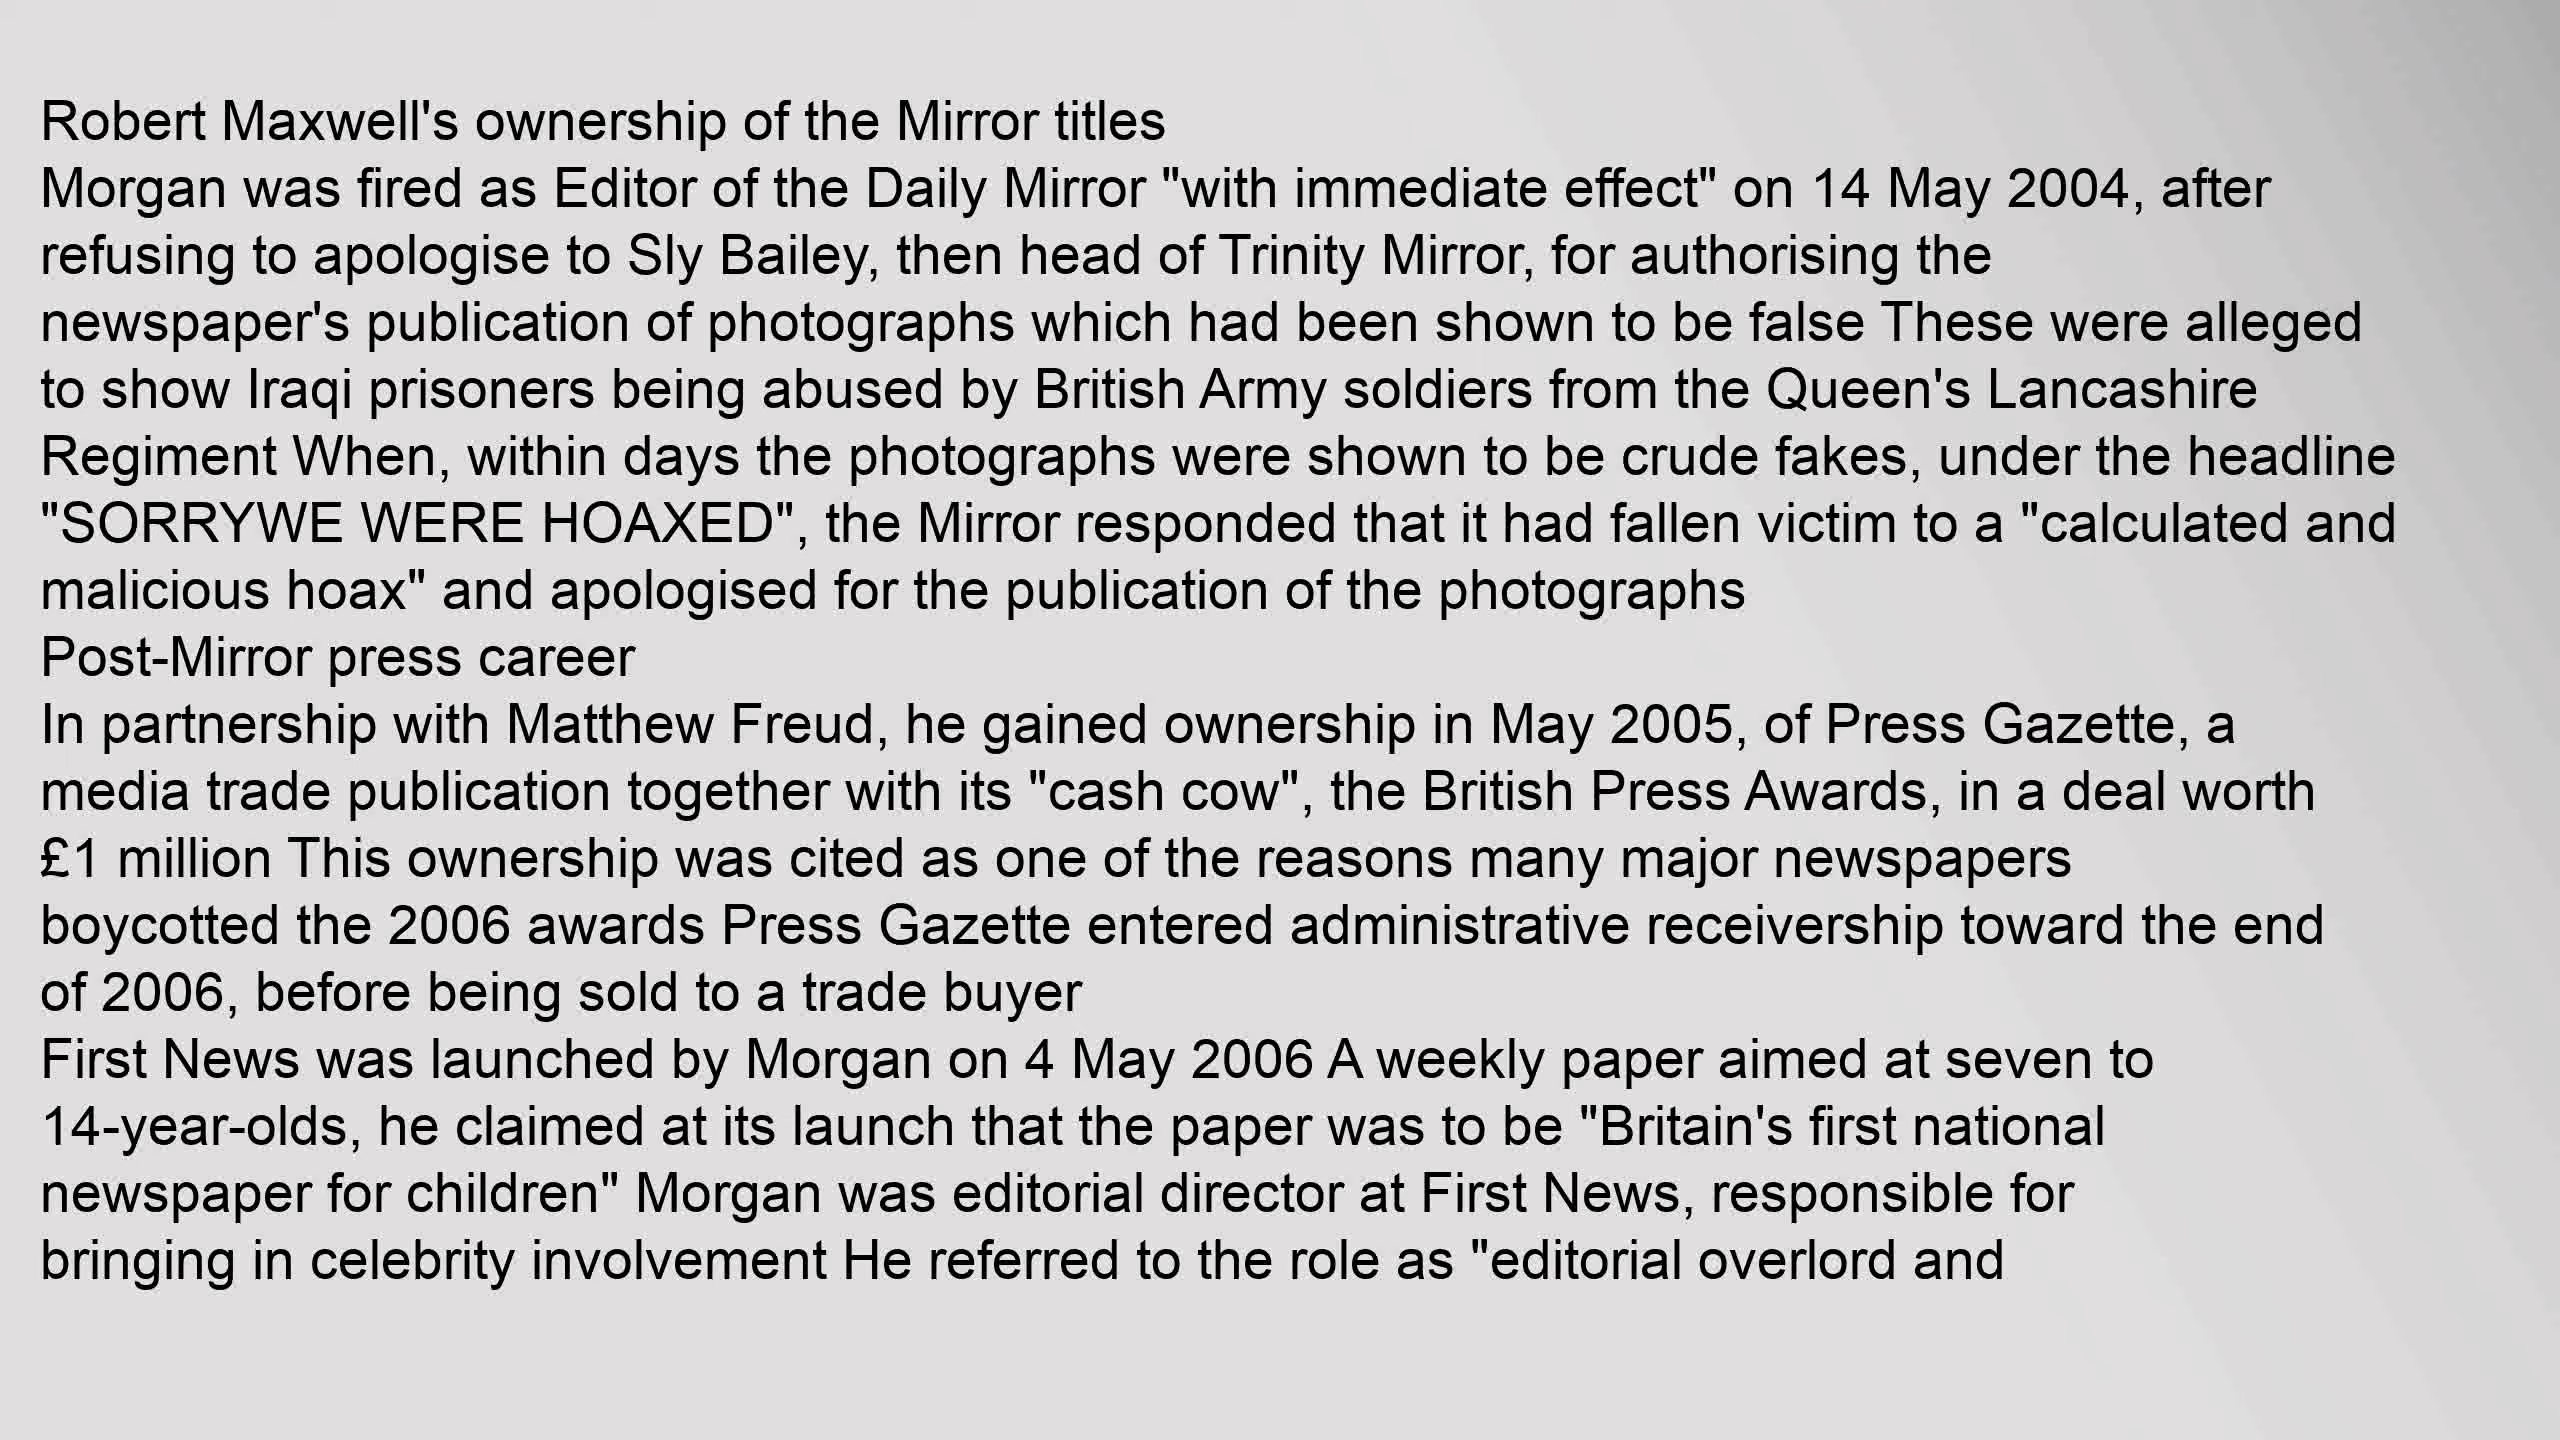 Robert Maxwell's ownership of the Mirror titles
Morgan was fired as Editor of the Daily Mirror "with immediate effect" on 14 May 2004, after
refusing to apologise to Sly Bailey, then head of Trinity Mirror, for authorising the
newspaper's publication of photographs which had been shown to be false These were alleged
to show Iraqi prisoners being abused by British Army soldiers from the Queen's Lancashire
Regiment When, within days the photographs were shown to be crude fakes, under the headline
"SORRYWE WERE HOAXED", the Mirror responded that it had fallen victim to a "calculated and
malicious hoax" and apologised for the publication of the photographs
Post-Mirror press career
In partnership with Matthew Freud, he gained ownership in May 2005, of Press Gazette, a
media trade publication together with its "cash cow", the British Press Awards, in a deal worth
£1 million This ownership was cited as one of the reasons many major newspapers
boycotted the 2006 awards Press Gazette entered administrative receivership toward the end
of 2006, before being sold to a trade buyer
First News was launched by Morgan on 4 May 2006 A weekly paper aimed at seven to
14-year-olds, he claimed at its launch that the paper was to be "Britain's first national
newspaper for children" Morgan was editorial director at First News, responsible for
bringing in celebrity involvement He referred to the role as "editorial overlord and